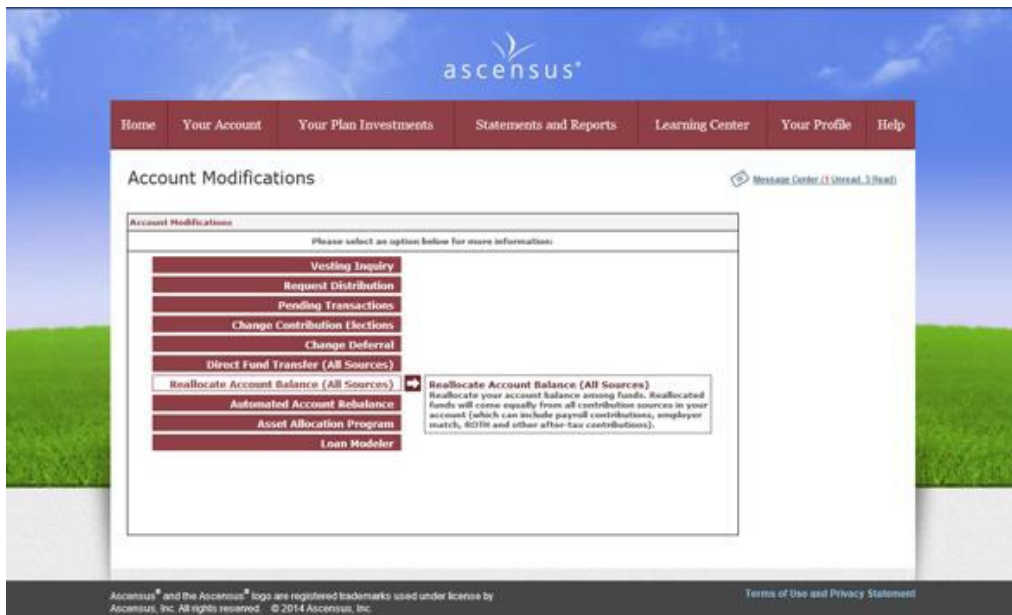 ascensus®
Home Your Account Your Plan Investments Statements and Reports Learning Center Your Profile Help
Account Modifications
Message Center (1 Unread, 3 Read)
Account Modifications
Please select an option below for more information:
Vesting Inquiry
Request Distribution
Pending Transactions
Change Contribution Elections
Change Deferral
Direct Fund Transfer (All Sources)
Reallocate Account Balance (All Sources)
Reallocate Account Balance (All Sources)
Reallocate your account balance among funds. Reallocated
funds will come equally from all contribution sources in your
account (which can include payroll contributions, employer
match, ROTH and other after-tax contributions).
Automated Account Rebalance
Asset Allocation Program
Loan Modeler
Ascensus® and the Ascensus® logo are registered trademarks used under license by
Ascensus, Inc. All rights reserved. © 2014 Ascensus, Inc.
Terms of Use and Privacy Statement